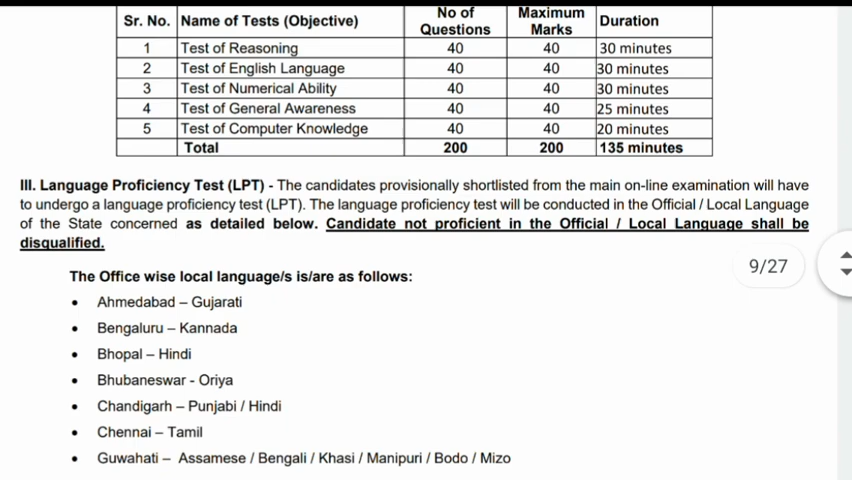 Sr. No. Name of Tests (Objective) No of Questions Maximum Marks Duration
1 Test of Reasoning 40 40 30 minutes
2 Test of English Language 40 40 30 minutes
3 Test of Numerical Ability 40 40 30 minutes
4 Test of General Awareness 40 40 25 minutes
5 Test of Computer Knowledge 40 40 20 minutes
Total 200 200 135 minutes
III. Language Proficiency Test (LPT) - The candidates provisionally shortlisted from the main on-line examination will have
to undergo a language proficiency test (LPT). The language proficiency test will be conducted in the Official / Local Language
of the State concerned as detailed below. Candidate not proficient in the Official / Local Language shall be
disqualified.
9/27
The Office wise local language/s is/are as follows:
• Ahmedabad – Gujarati
• Bengaluru – Kannada
• Bhopal – Hindi
• Bhubaneswar - Oriya
• Chandigarh – Punjabi / Hindi
• Chennai – Tamil
• Guwahati – Assamese / Bengali / Khasi / Manipuri / Bodo / Mizo